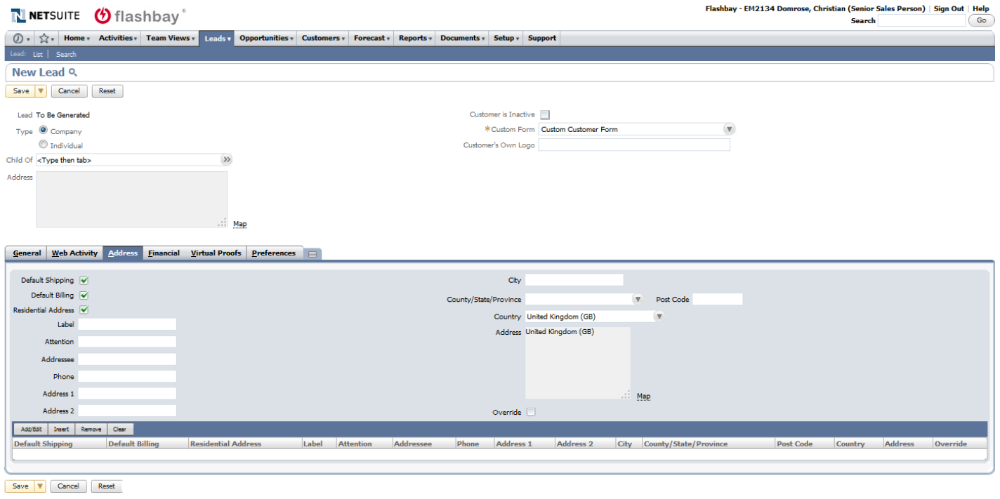 NETSUITE flashbay® Flashbay - EM2134 Domrose, Christian (Senior Sales Person) | Sign Out | Help
Search Go
Home Activities Team Views Leads Opportunities Customers Forecast Reports Documents Setup Support
Lead: List | Search
New Lead
Save Cancel Reset
Lead To Be Generated Customer is Inactive
Type Company *Custom Form Custom Customer Form
Individual Customer's Own Logo
Child Of <Type then tab>
Address
Map
General Web Activity Address Financial Virtual Proofs Preferences
Default Shipping City
Default Billing County/State/Province Post Code
Residential Address Country United Kingdom (GB)
Label Address United Kingdom (GB)
Attention
Addressee
Phone
Address 1 Map
Address 2 Override
Add/Edit Insert Remove Clear
Default Shipping Default Billing Residential Address Label Attention Addressee Phone Address 1 Address 2 City County/State/Province Post Code Country Address Override
Save Cancel Reset